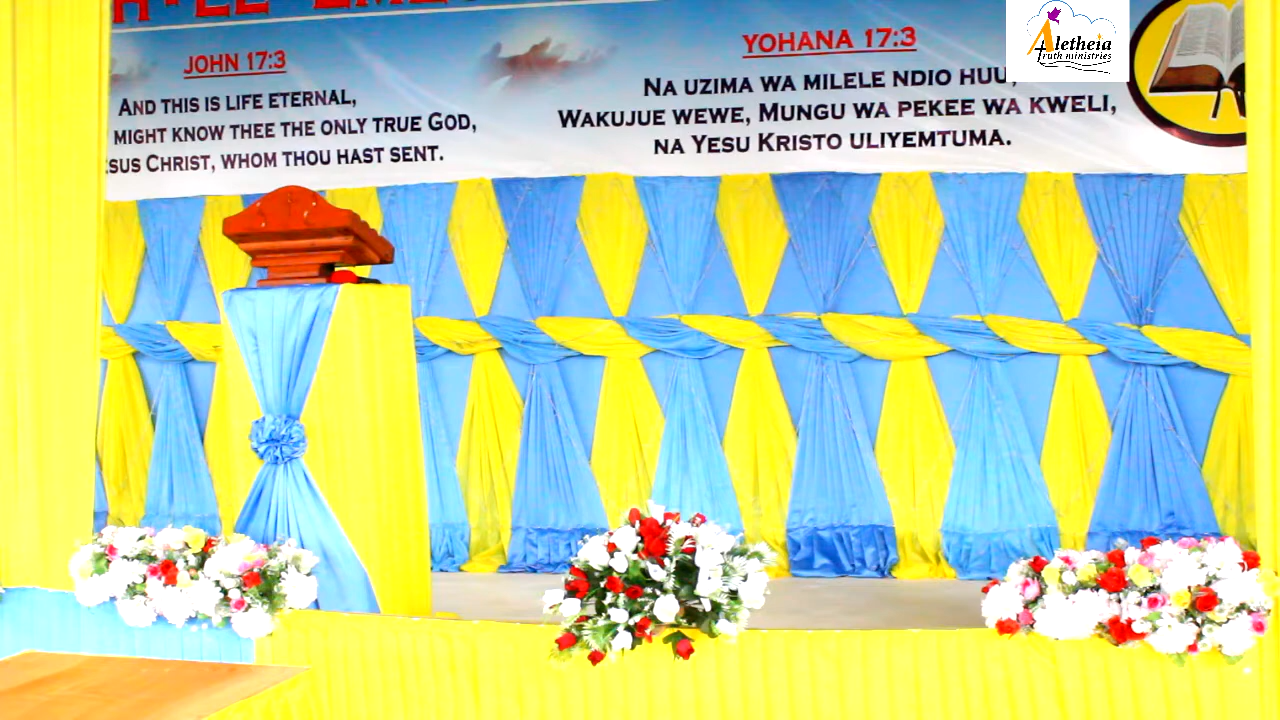 JOHN 17:3
AND THIS IS LIFE ETERNAL,
MIGHT KNOW THEE THE ONLY TRUE GOD,
CHRIST, WHOM THOU HAST SENT.
YOHANA 17:3
NA UZIMA WA MILELE NDIO HUU,
WAKUJUE WEWE, MUNGU WA PEKEE WA KWELI,
NA YESU KRISTO ULIYEMTUMA.
Aletheia
truth ministries